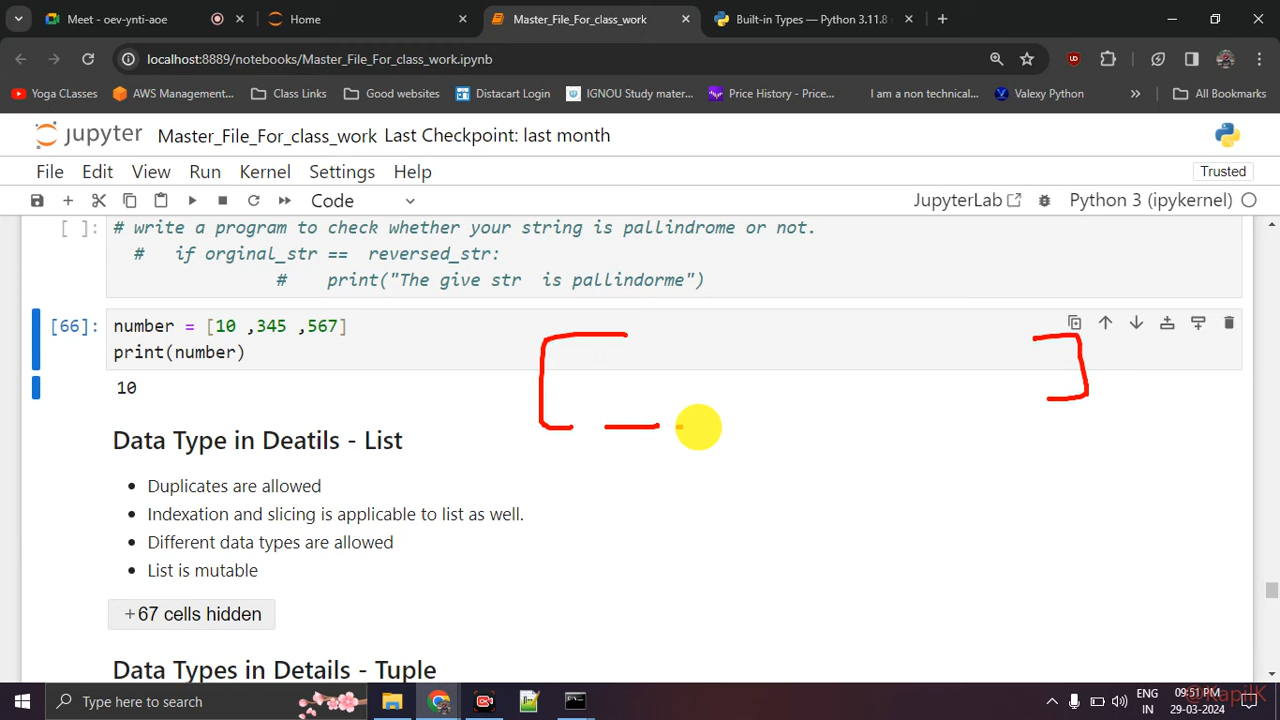 Meet - oev-ynti-aoe
Home
Master_File_For_class_work
Built-in Types — Python 3.11.8
localhost:8889/notebooks/Master_File_For_class_work.ipynb
Yoga CLasses
AWS Management...
Class Links
Good websites
Distacart Login
IGNOU Study mater...
Price History - Price...
I am a non technical...
Valexy Python
All Bookmarks
jupyter Master_File_For_class_work Last Checkpoint: last month
File Edit View Run Kernel Settings Help
Trusted
Code
JupyterLab
Python 3 (ipykernel)
[ ]: # write a program to check whether your string is pallindrome or not.
# if orginal_str == reversed_str:
# print("The give str is pallindorme")
[66]: number = [10 ,345 ,567]
print(number)
10
Data Type in Deatils - List
• Duplicates are allowed
• Indexation and slicing is applicable to list as well.
• Different data types are allowed
• List is mutable
+67 cells hidden
Data Types in Details - Tuple
Type here to search
ENG
IN
09:51 PM
29-03-2024
@KapilK